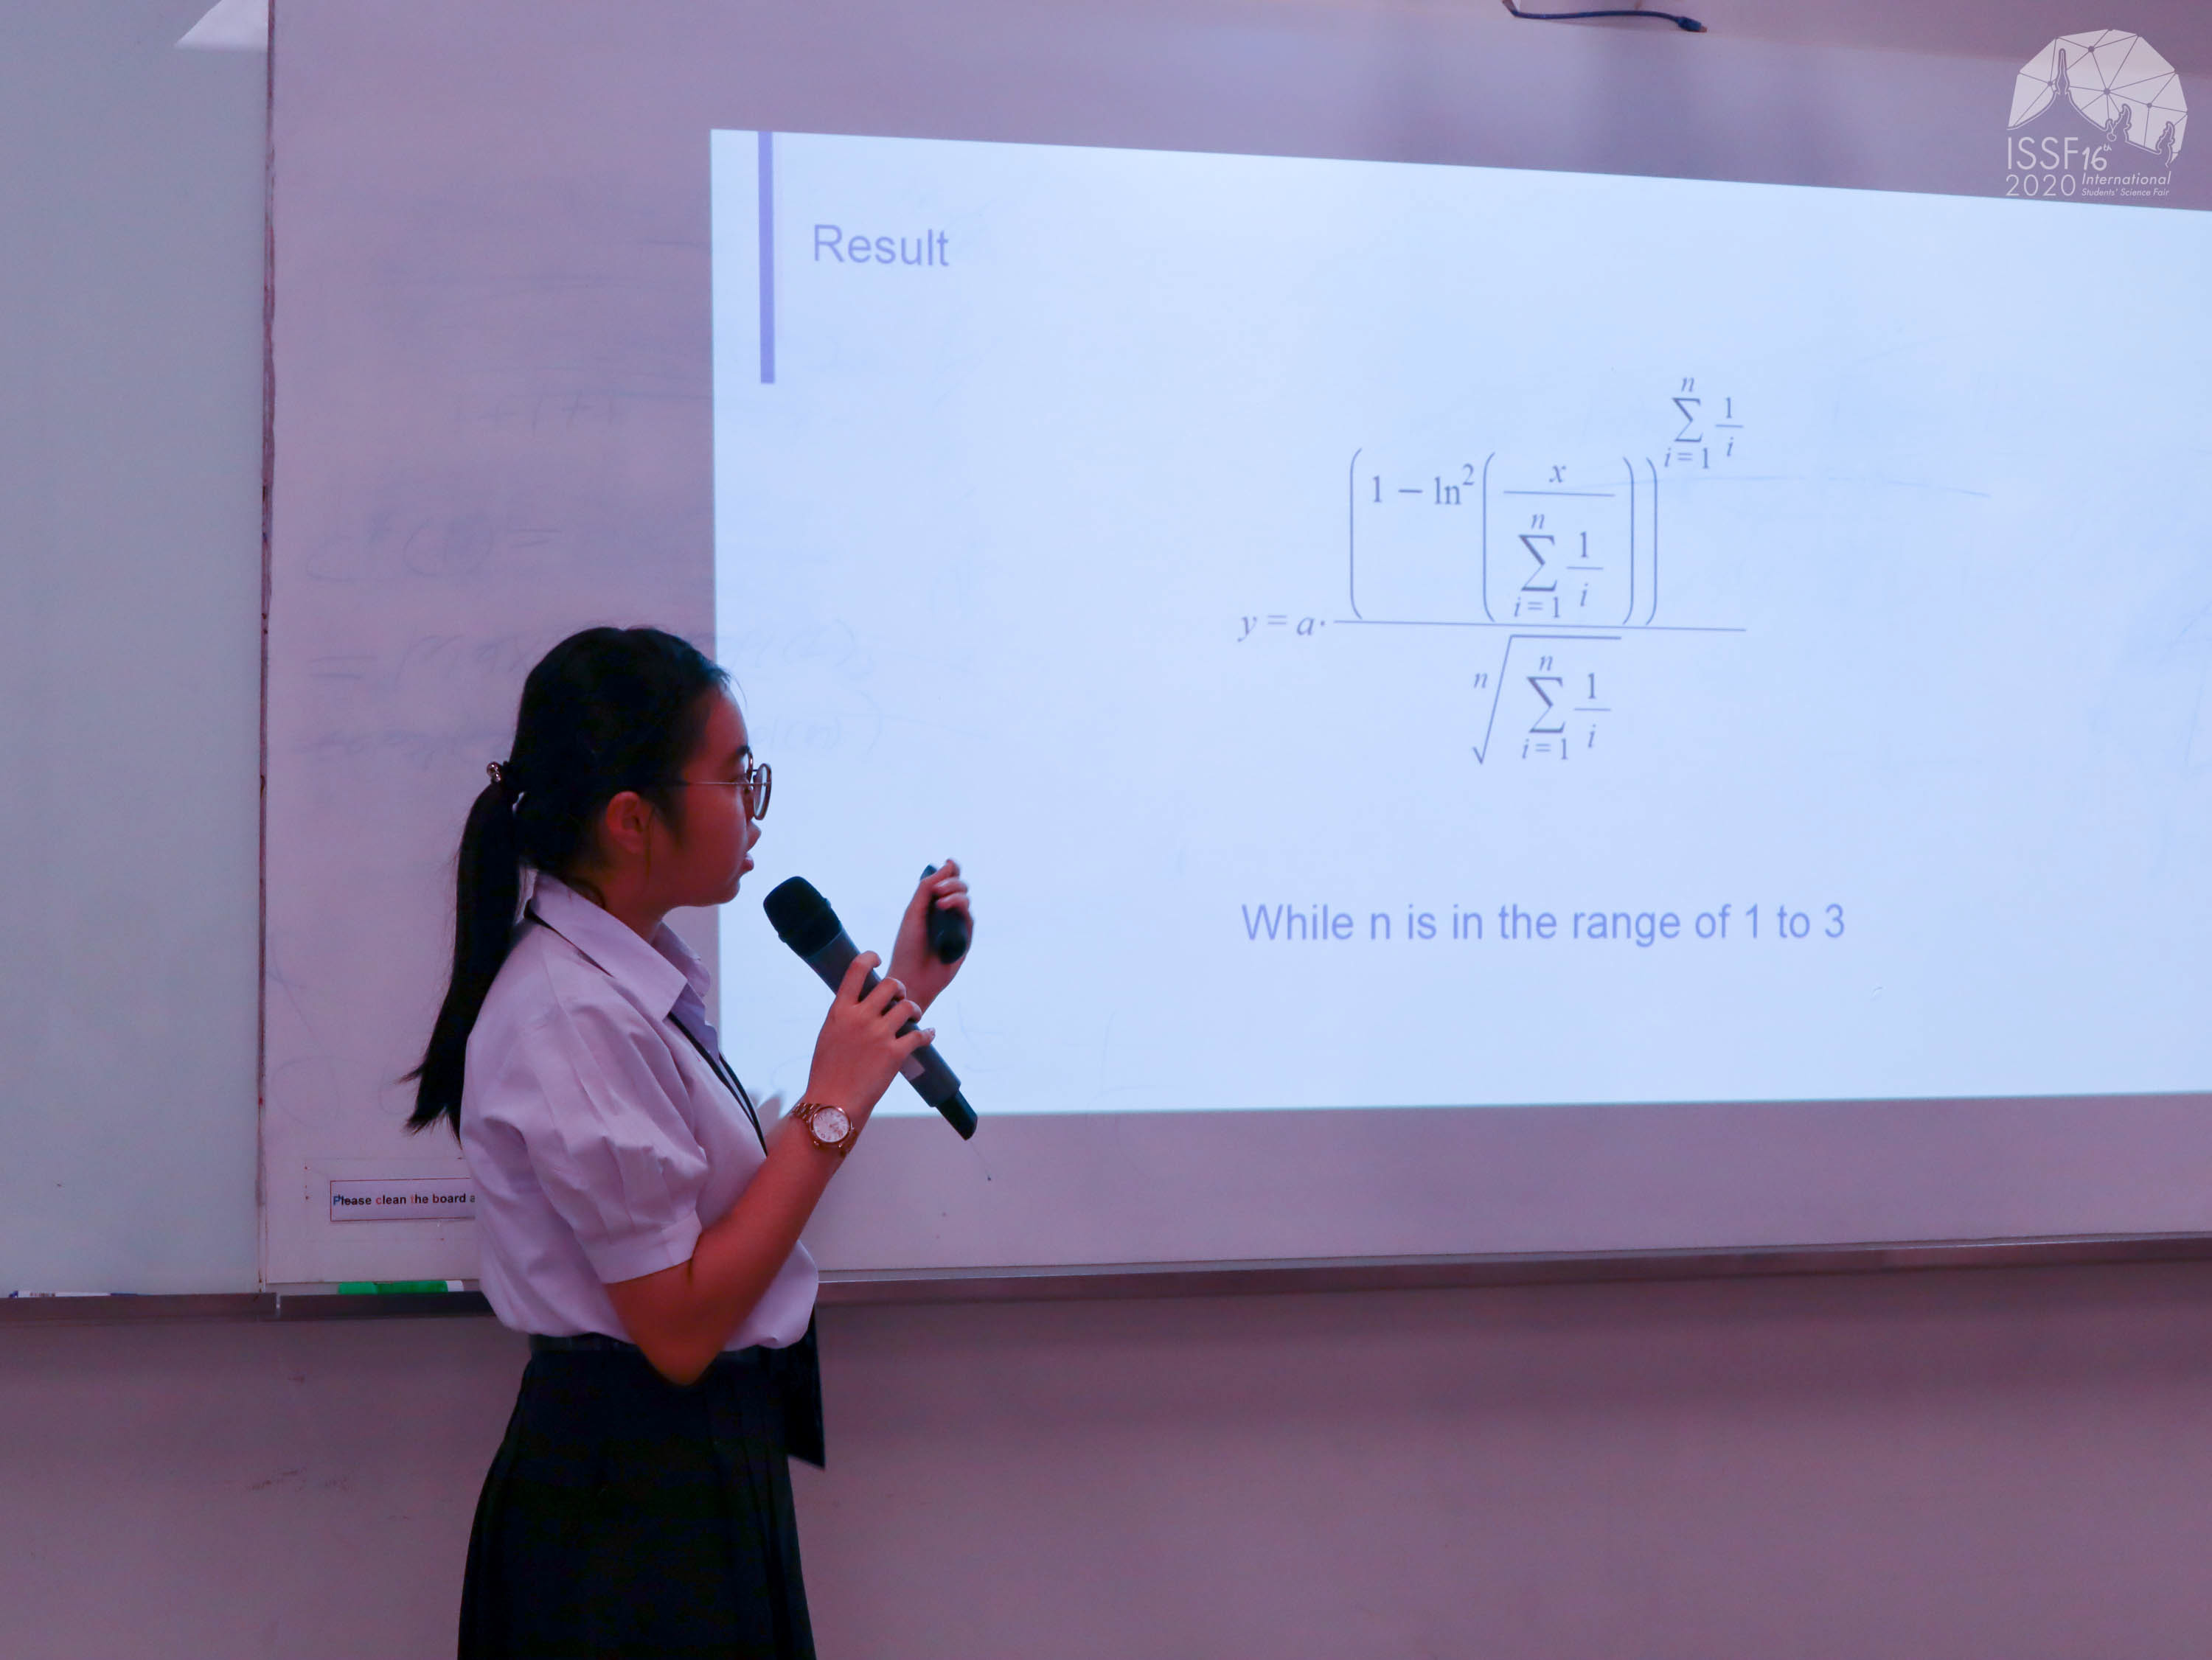 ISSF 16th
2020 International
Students' Science Fair
Result
y = a · \frac{\left(1 - \ln^2\left(\frac{x}{\sum_{i=1}^{n} \frac{1}{i}}\right)\right)^{\sum_{i=1}^{n} \frac{1}{i}}}{\sqrt[n]{\sum_{i=1}^{n} \frac{1}{i}}}
While n is in the range of 1 to 3
Please clean the board